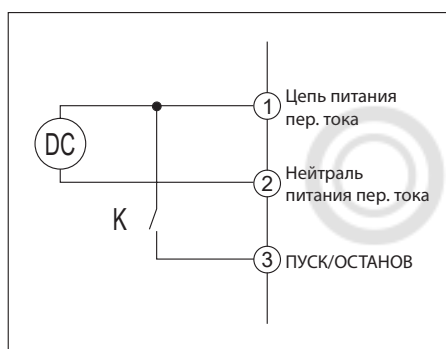 1
Цепь питания
пер. тока
DC
2
Нейтраль
питания пер. тока
K
3
ПУСК/ОСТАНОВ